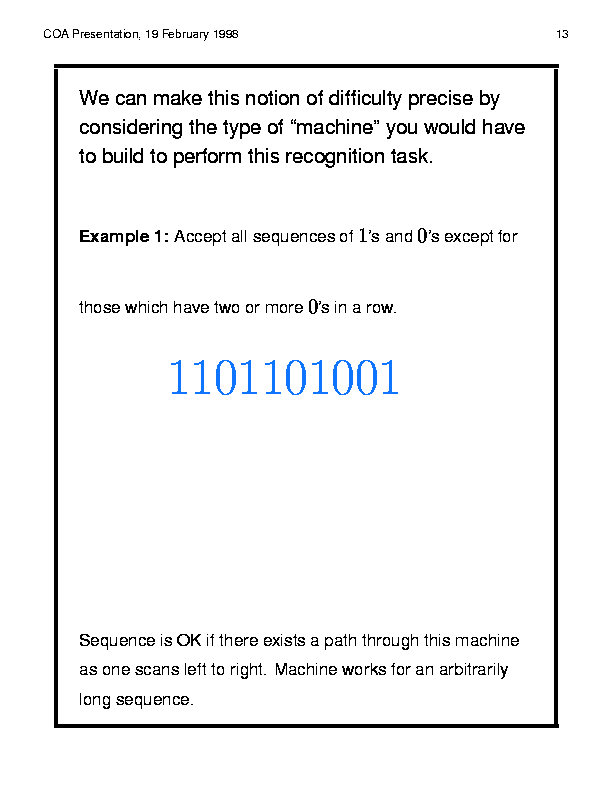 COA Presentation, 19 February 1998 13
We can make this notion of difficulty precise by
considering the type of “machine” you would have
to build to perform this recognition task.
Example 1: Accept all sequences of 1’s and 0’s except for
those which have two or more 0’s in a row.
1101101001
Sequence is OK if there exists a path through this machine
as one scans left to right. Machine works for an arbitrarily
long sequence.